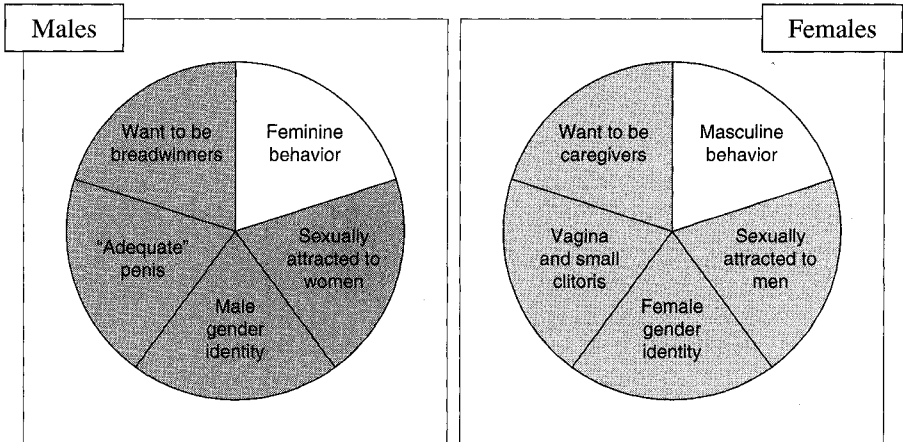 Males
Want to be
breadwinners
Feminine
behavior
"Adequate"
penis
Sexually
attracted to
women
Male
gender
identity
Females
Want to be
caregivers
Masculine
behavior
Vagina
and small
clitoris
Sexually
attracted to
men
Female
gender
identity